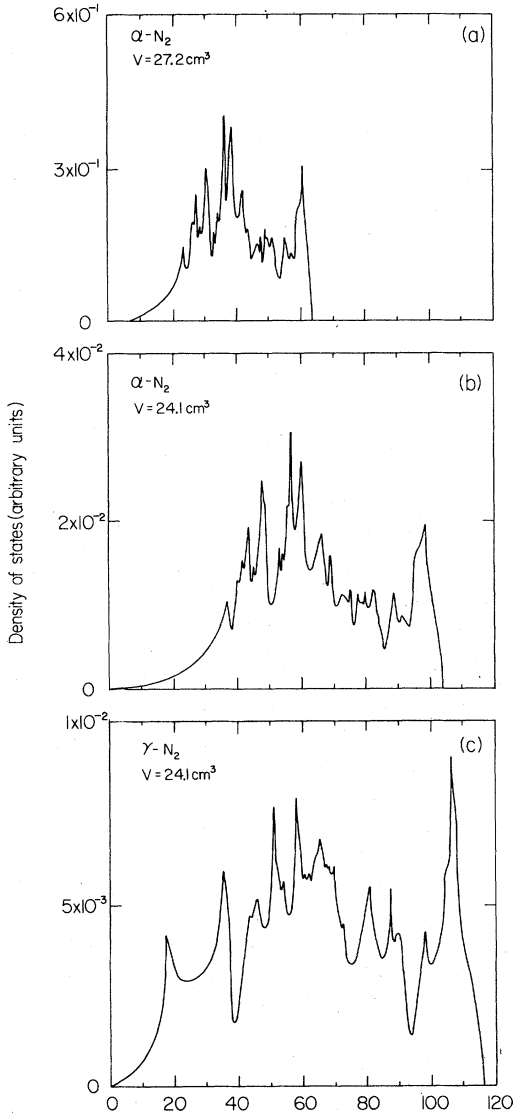 6x10⁻¹
α-N₂
V=27.2cm³
(a)
3x10⁻¹
0
4x10⁻²
α-N₂
V=24.1cm³
(b)
2x10⁻²
0
Density of states (arbitrary units)
1x10⁻²
γ-N₂
V=24.1cm³
(c)
5x10⁻³
0
0 20 40 60 80 100 120